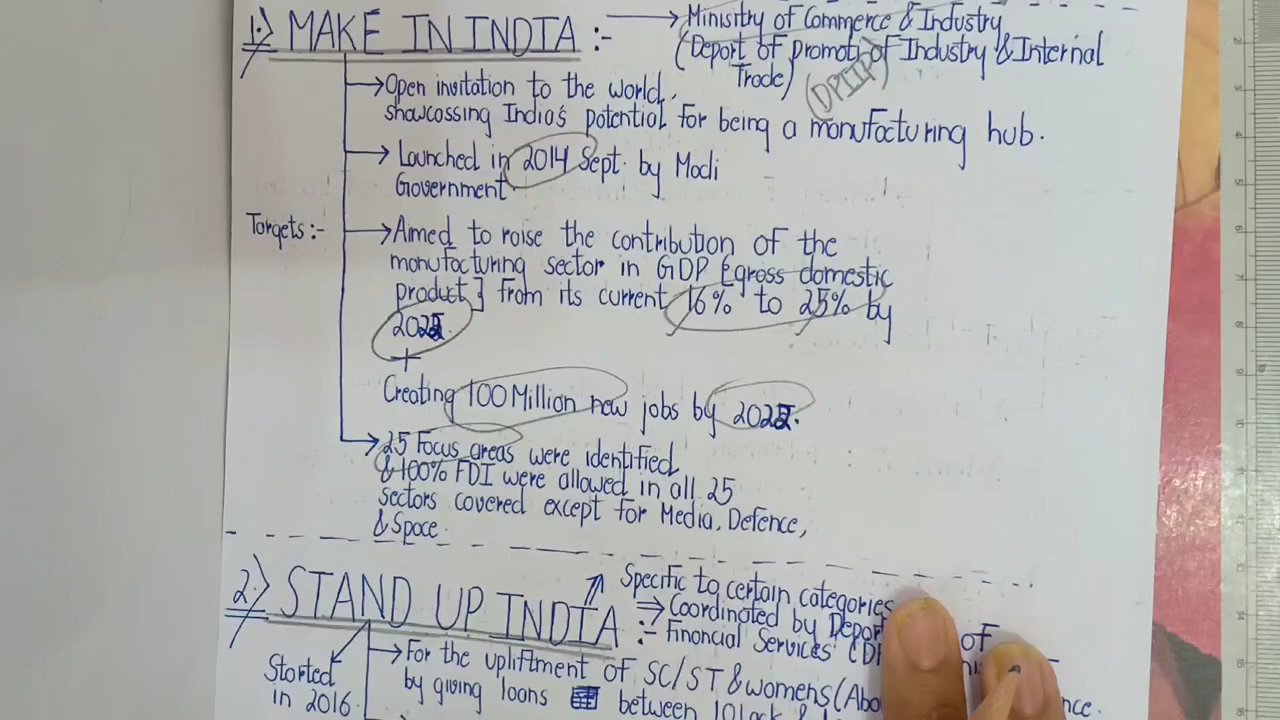 1.) MAKE IN INDIA :- → Ministry of Commerce & Industry
(Depart of promoti of Industry & Internal
Trade) (DPIIT)
→ Open invitation to the world,
showcassing India's potential for being a manufacturing hub.
→ Launched in 2014 Sept. by Modi
Government
Targets :- → Aimed to raise the contribution of the
manufacturing sector in GDP [gross domestic
product] from its current 16% to 25% by
+
Creating 100 Million new jobs by
→ 25 Focus areas were identified
& 100% FDI were allowed in all 25
sectors covered except for Media, Defence,
& Space.
2.) STAND UP INDIA :-
Specific to certain categories
⇒ Coordinated by Depart of
Financial Services
Started
in 2016
→ For the upliftment of SC/ST & womens
by giving loans between